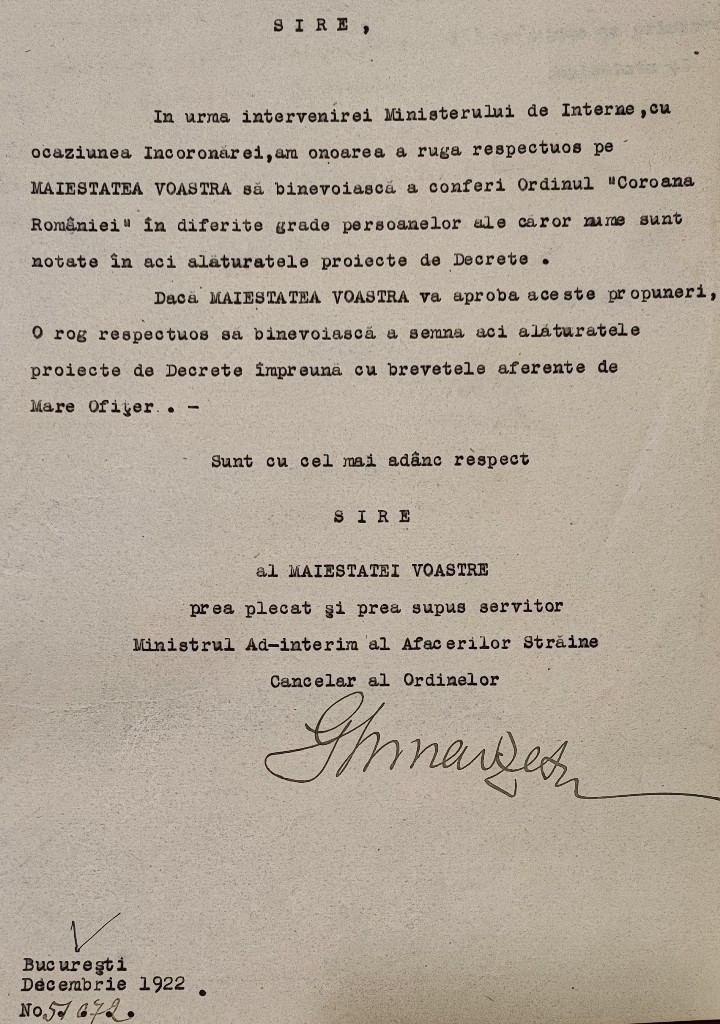 S I R E ,
In urma intervenirei Ministerului de Interne,cu
ocaziunea Incoronărei,am onoarea a ruga respectuos pe
MAIESTATEA VOASTRA să binevoiască a conferi Ordinul "Coroana
României" în diferite grade persoanelor ale căror nume sunt
notate în aci alăturatele proiecte de Decrete .
Dacă MAIESTATEA VOASTRA va aproba aceste propuneri,
O rog respectuos sa binevoiască a semna aci alăturatele
proiecte de Decrete împreună cu brevetele aferente de
Mare Ofiţer . . –
Sunt cu cel mai adânc respect
S I R E
al MAIESTATEI VOASTRE
prea plecat şi prea supus servitor
Ministrul Ad-interim al Afacerilor Străine
Cancelar al Ordinelor
Bucureşti
Decembrie 1922 .
No.51672.